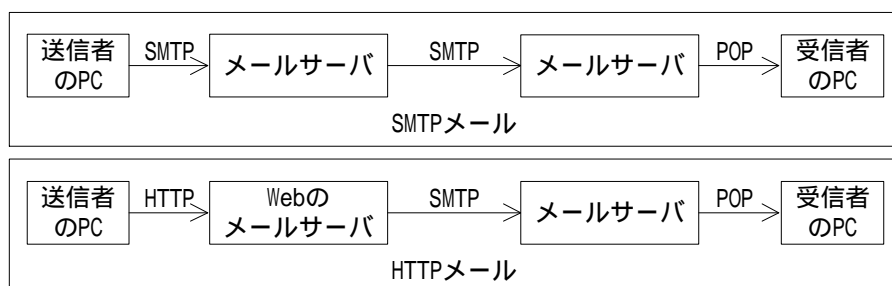 送信者
のPC
SMTP
メールサーバ
SMTP
メールサーバ
POP
受信者
のPC
SMTPメール
送信者
のPC
HTTP
Webの
メールサーバ
SMTP
メールサーバ
POP
受信者
のPC
HTTPメール